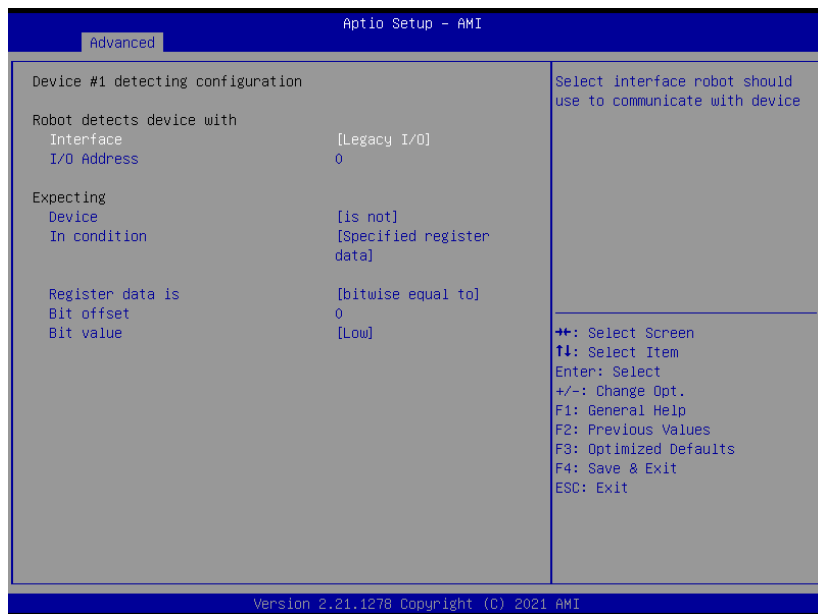 Aptio Setup – AMI
Advanced
Device #1 detecting configuration
Robot detects device with
Interface [Legacy I/O]
I/O Address 0
Expecting
Device [is not]
In condition [Specified register
data]
Register data is [bitwise equal to]
Bit offset 0
Bit value [Low]
Select interface robot should
use to communicate with device
→←: Select Screen
↑↓: Select Item
Enter: Select
+/-: Change Opt.
F1: General Help
F2: Previous Values
F3: Optimized Defaults
F4: Save & Exit
ESC: Exit
Version 2.21.1278 Copyright (C) 2021 AMI